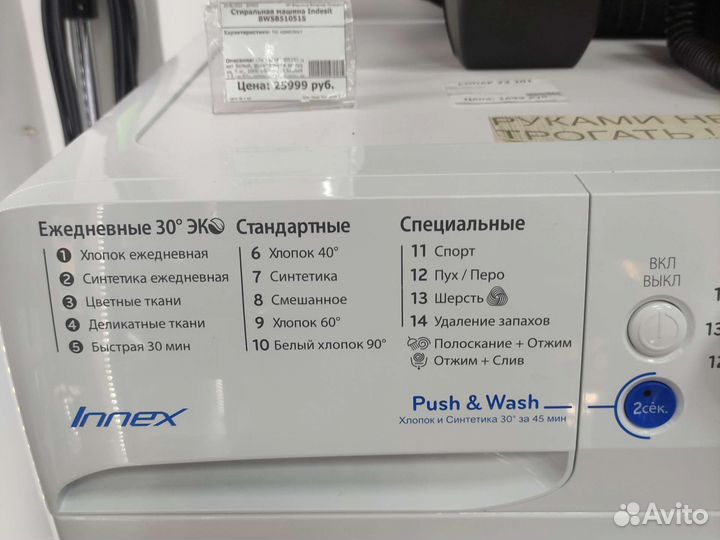 Стиральная машина Indesit
BWSB51051S
Цена: 25999 руб.
РУКАМИ НЕ
ТРОГАТЬ !
Ежедневные 30° ЭКО
1 Хлопок ежедневная
2 Синтетика ежедневная
3 Цветные ткани
4 Деликатные ткани
5 Быстрая 30 мин
Стандартные
6 Хлопок 40°
7 Синтетика
8 Смешанное
9 Хлопок 60°
10 Белый хлопок 90°
Специальные
11 Спорт
12 Пух / Перо
13 Шерсть
14 Удаление запахов
Полоскание + Отжим
Отжим + Слив
ВКЛ
ВЫКЛ
1
13
12
Innex
Push & Wash
Хлопок и Синтетика 30° за 45 мин
2сек.
Avito